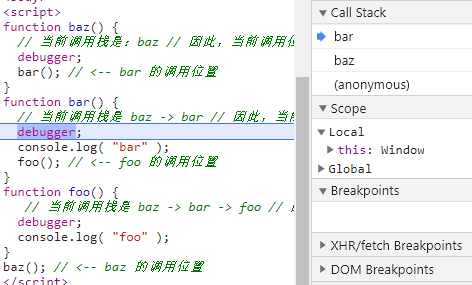 <script>
function baz() {
// 当前调用栈是：baz // 因此，当前调用位
debugger;
bar(); // <-- bar 的调用位置
}
function bar() {
// 当前调用栈是 baz -> bar // 因此，当前
debugger;
console.log( "bar" );
foo(); // <-- foo 的调用位置
}
function foo() {
// 当前调用栈是 baz -> bar -> foo //
debugger;
console.log( "foo" );
}
baz(); // <-- baz 的调用位置
</script>
Call Stack
bar
baz
(anonymous)
Scope
Local
this: Window
Global
Breakpoints
XHR/fetch Breakpoints
DOM Breakpoints